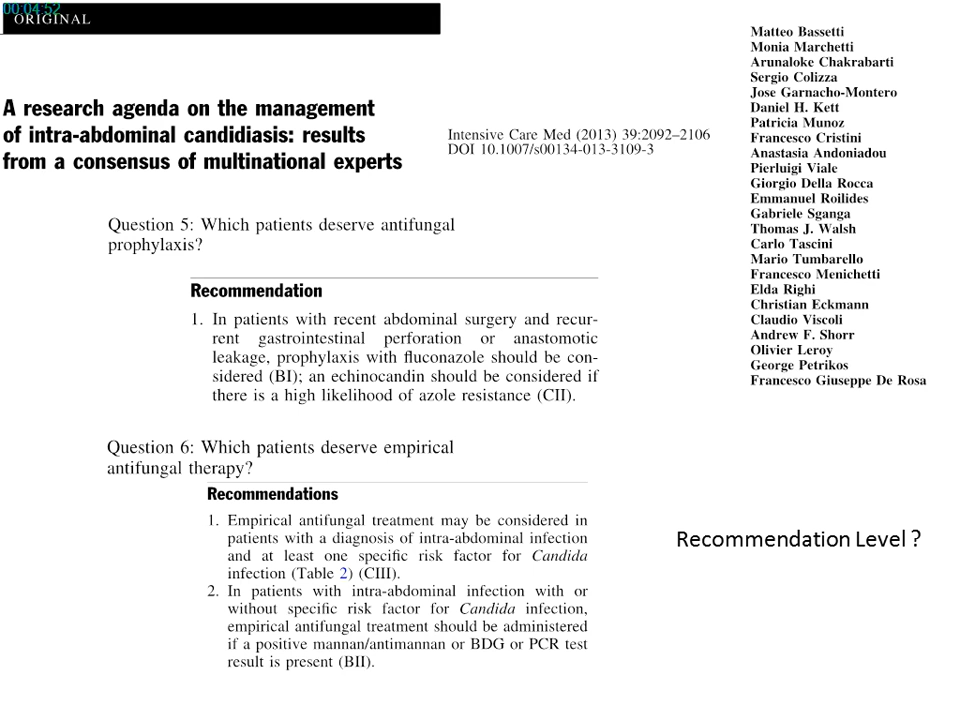 00:04:52
ORIGINAL
A research agenda on the management
of intra-abdominal candidiasis: results
from a consensus of multinational experts
Intensive Care Med (2013) 39:2092–2106
DOI 10.1007/s00134-013-3109-3
Matteo Bassetti
Monia Marchetti
Arunaloke Chakrabarti
Sergio Colizza
Jose Garnacho-Montero
Daniel H. Kett
Patricia Munoz
Francesco Cristini
Anastasia Andoniadou
Pierluigi Viale
Giorgio Della Rocca
Emmanuel Roilides
Gabriele Sganga
Thomas J. Walsh
Carlo Tascini
Mario Tumbarello
Francesco Menichetti
Elda Righi
Christian Eckmann
Claudio Viscoli
Andrew F. Shorr
Olivier Leroy
George Petrikos
Francesco Giuseppe De Rosa
Question 5: Which patients deserve antifungal
prophylaxis?
Recommendation
1. In patients with recent abdominal surgery and recur-
rent gastrointestinal perforation or anastomotic
leakage, prophylaxis with fluconazole should be con-
sidered (BI); an echinocandin should be considered if
there is a high likelihood of azole resistance (CII).
Question 6: Which patients deserve empirical
antifungal therapy?
Recommendations
1. Empirical antifungal treatment may be considered in
patients with a diagnosis of intra-abdominal infection
and at least one specific risk factor for Candida
infection (Table 2) (CIII).
2. In patients with intra-abdominal infection with or
without specific risk factor for Candida infection,
empirical antifungal treatment should be administered
if a positive mannan/antimannan or BDG or PCR test
result is present (BII).
Recommendation Level ?